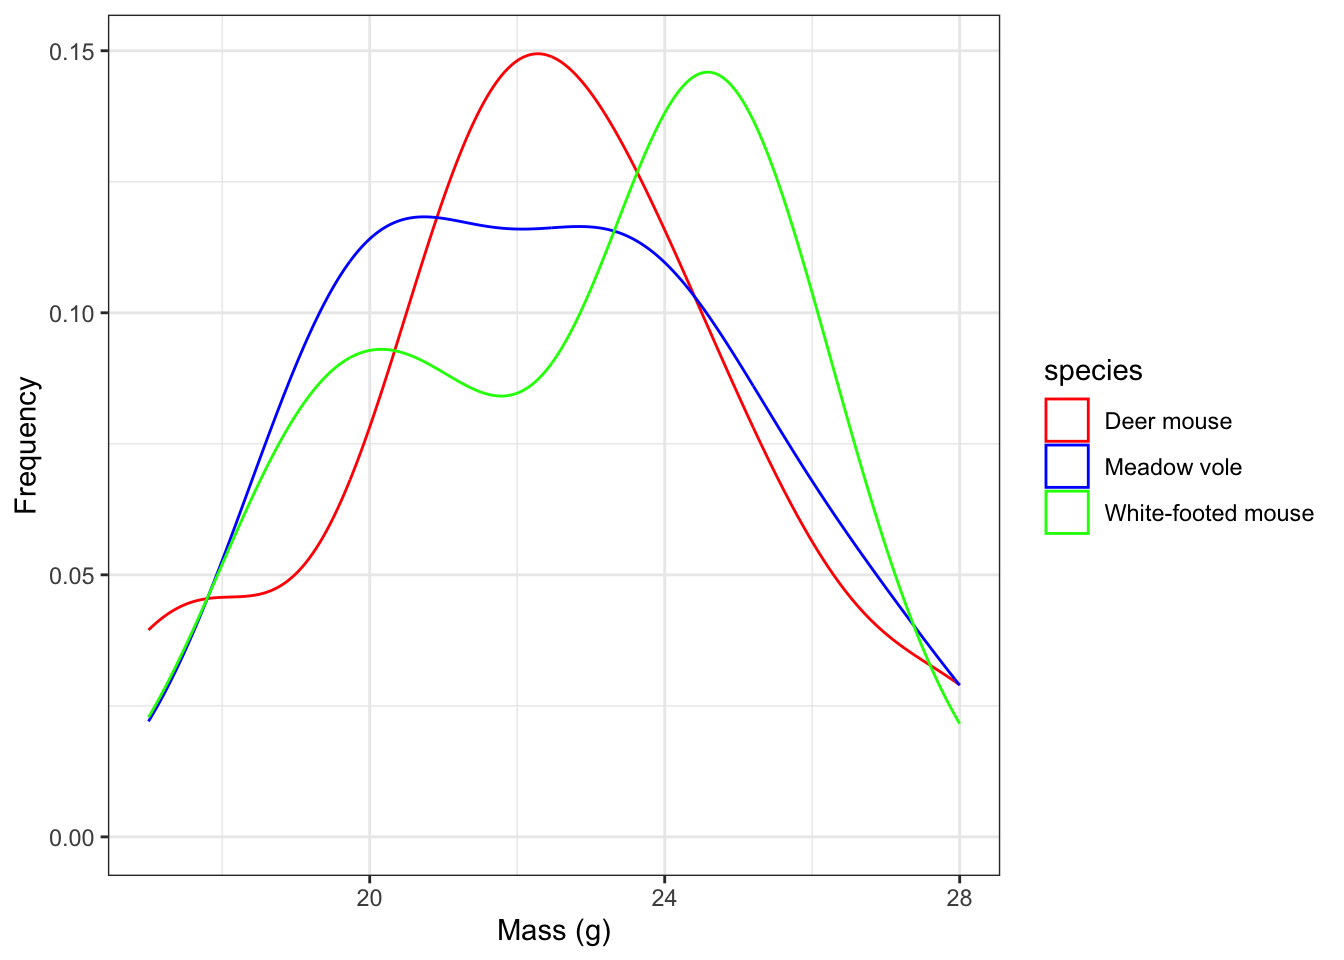 0.15
0.10
0.05
0.00
Frequency
20
24
28
Mass (g)
species
Deer mouse
Meadow vole
White-footed mouse